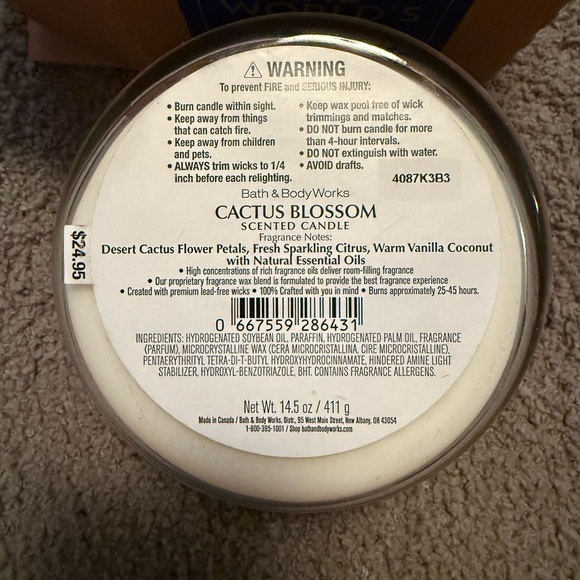 WORLD'S
⚠ WARNING
To prevent FIRE and SERIOUS INJURY:
• Burn candle within sight.
• Keep away from things
that can catch fire.
• Keep away from children
and pets.
• ALWAYS trim wicks to 1/4
inch before each relighting.
• Keep wax pool free of wick
trimmings and matches.
• DO NOT burn candle for more
than 4-hour intervals.
• DO NOT extinguish with water.
• AVOID drafts.
4087K3B3
Bath & Body Works
CACTUS BLOSSOM
SCENTED CANDLE
Fragrance Notes:
Desert Cactus Flower Petals, Fresh Sparkling Citrus, Warm Vanilla Coconut
with Natural Essential Oils
• High concentrations of rich fragrance oils deliver room-filling fragrance
• Our proprietary fragrance wax blend is formulated to provide the best fragrance experience
• Created with premium lead-free wicks • 100% Crafted with you in mind • Burns approximately 25-45 hours.
$24.95
0 667559 286431
INGREDIENTS: HYDROGENATED SOYBEAN OIL, PARAFFIN, HYDROGENATED PALM OIL, FRAGRANCE
(PARFUM), MICROCRYSTALLINE WAX (CERA MICROCRISTALLINA, CIRE MICROCRISTALLINE),
PENTAERYTHRITYL TETRA-DI-T-BUTYL HYDROXYHYDROCINNAMATE, HINDERED AMINE LIGHT
STABILIZER, HYDROXYL-BENZOTRIAZOLE, BHT. CONTAINS FRAGRANCE ALLERGENS.
Net Wt. 14.5 oz / 411 g
Made in Canada / Bath & Body Works, Distr., 95 West Main Street, New Albany, OH 43054
1-800-395-1001 / Shop bathandbodyworks.com